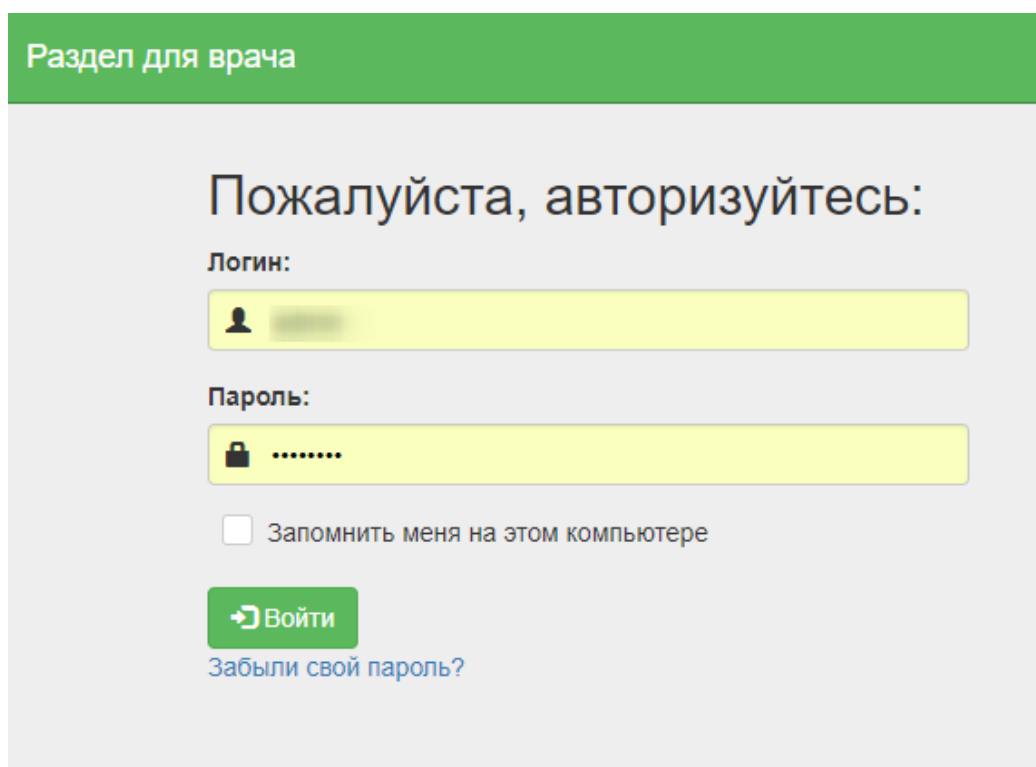 Раздел для врача
Пожалуйста, авторизуйтесь:
Логин:
Пароль:
••••••••
Запомнить меня на этом компьютере
Войти
Забыли свой пароль?